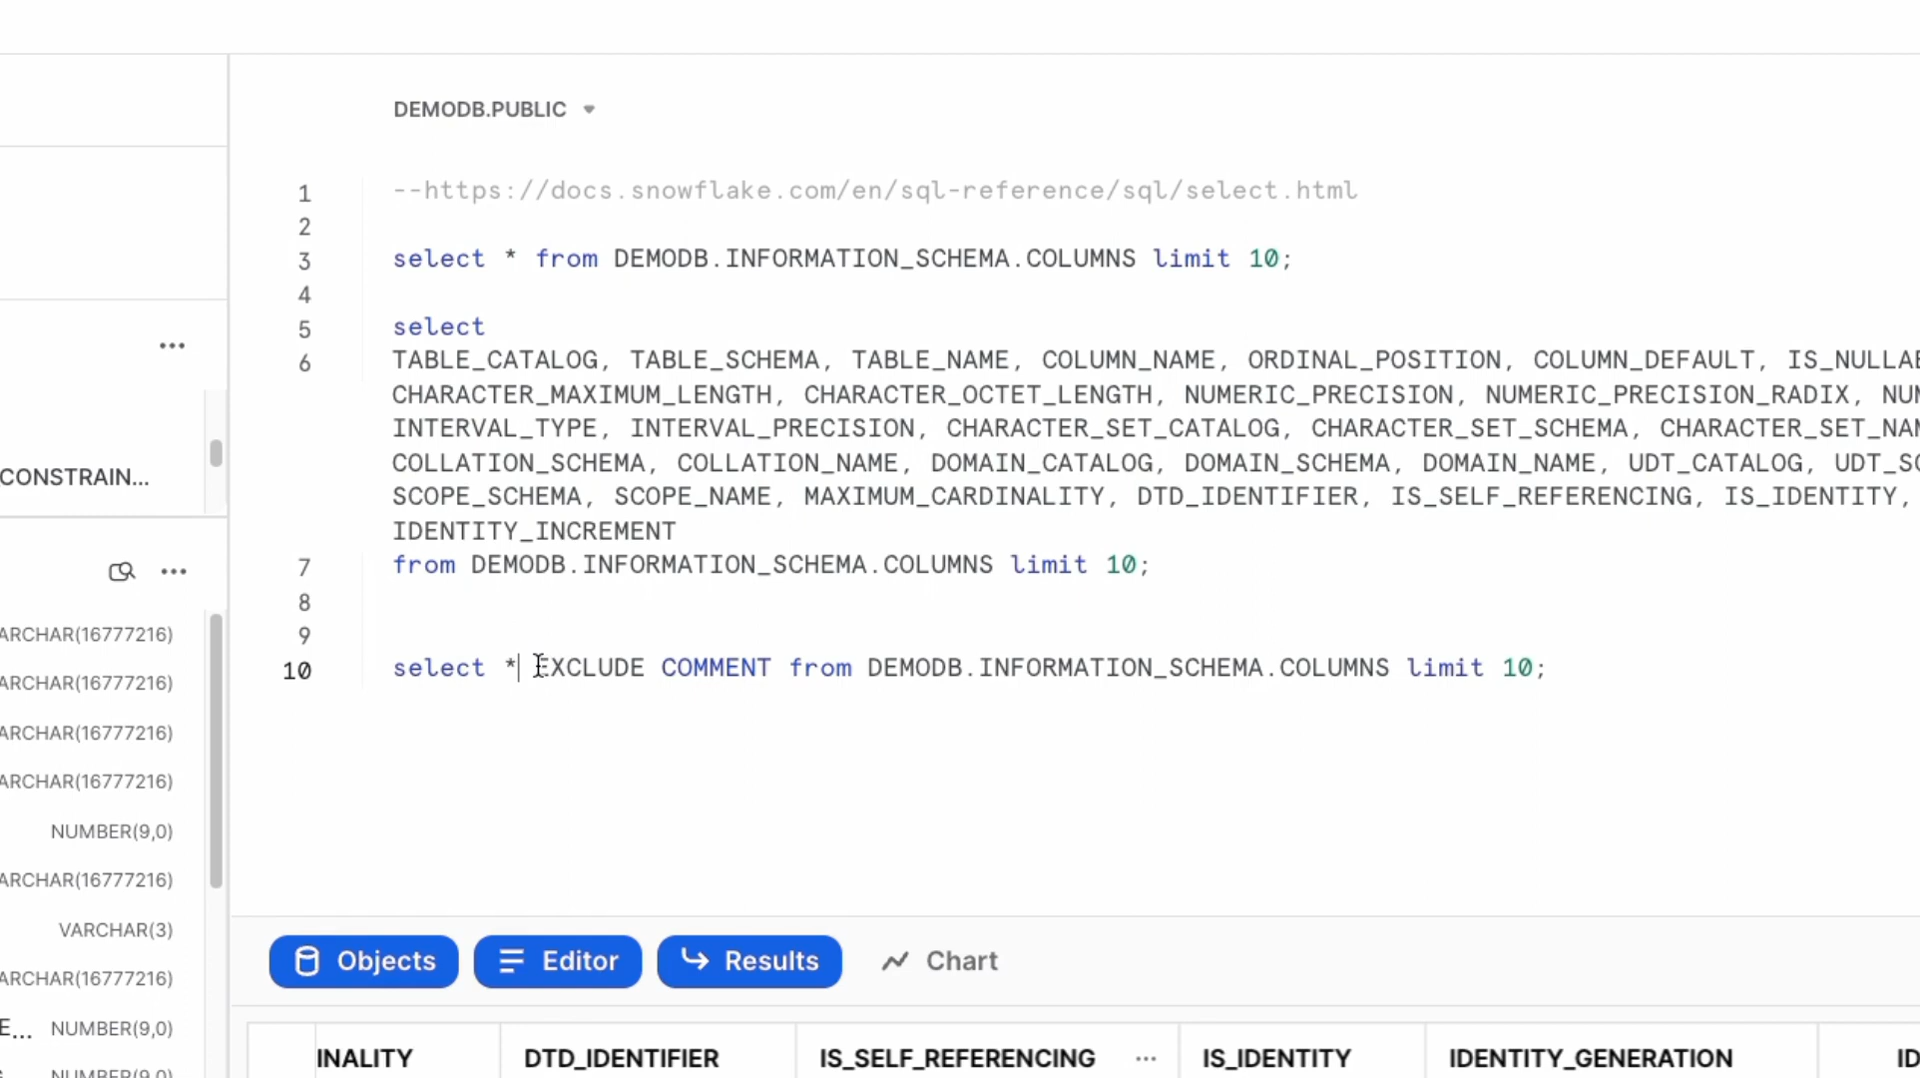 DEMODB.PUBLIC
1 --https://docs.snowflake.com/en/sql-reference/sql/select.html
2
3 select * from DEMODB.INFORMATION_SCHEMA.COLUMNS limit 10;
4
5 select
6 TABLE_CATALOG, TABLE_SCHEMA, TABLE_NAME, COLUMN_NAME, ORDINAL_POSITION, COLUMN_DEFAULT,
CHARACTER_MAXIMUM_LENGTH, CHARACTER_OCTET_LENGTH, NUMERIC_PRECISION, NUMERIC_PRECISION_RADIX,
INTERVAL_TYPE, INTERVAL_PRECISION, CHARACTER_SET_CATALOG, CHARACTER_SET_SCHEMA,
COLLATION_SCHEMA, COLLATION_NAME, DOMAIN_CATALOG, DOMAIN_SCHEMA, DOMAIN_NAME, UDT_CATALOG,
SCOPE_SCHEMA, SCOPE_NAME, MAXIMUM_CARDINALITY, DTD_IDENTIFIER, IS_SELF_REFERENCING, IS_IDENTITY,
IDENTITY_INCREMENT
7 from DEMODB.INFORMATION_SCHEMA.COLUMNS limit 10;
8
9
10 select * EXCLUDE COMMENT from DEMODB.INFORMATION_SCHEMA.COLUMNS limit 10;
CONSTRAIN...
ARCHAR(16777216)
ARCHAR(16777216)
ARCHAR(16777216)
ARCHAR(16777216)
NUMBER(9,0)
ARCHAR(16777216)
VARCHAR(3)
ARCHAR(16777216)
E... NUMBER(9,0)
NUMBER(9,0)
Objects Editor Results Chart
INALITY DTD_IDENTIFIER IS_SELF_REFERENCING ... IS_IDENTITY IDENTITY_GENERATION